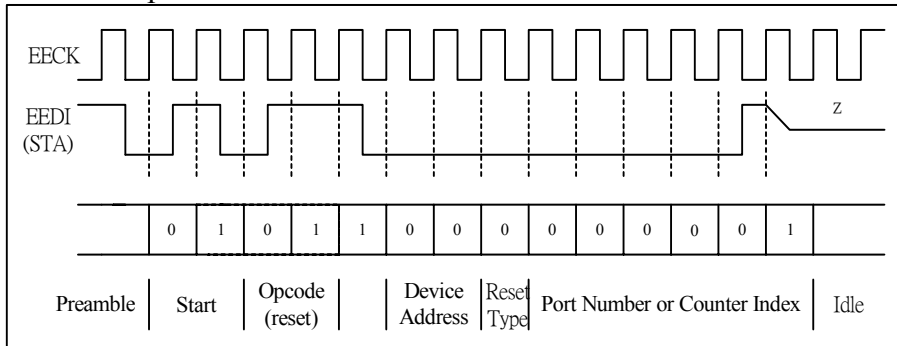 EECK
EEDI
(STA)
Z
0 1 0 1 1 0 0 0 0 0 0 0 0 1
Preamble
Start
Opcode
(reset)
Device
Address
Reset
Type
Port Number or Counter Index
Idle